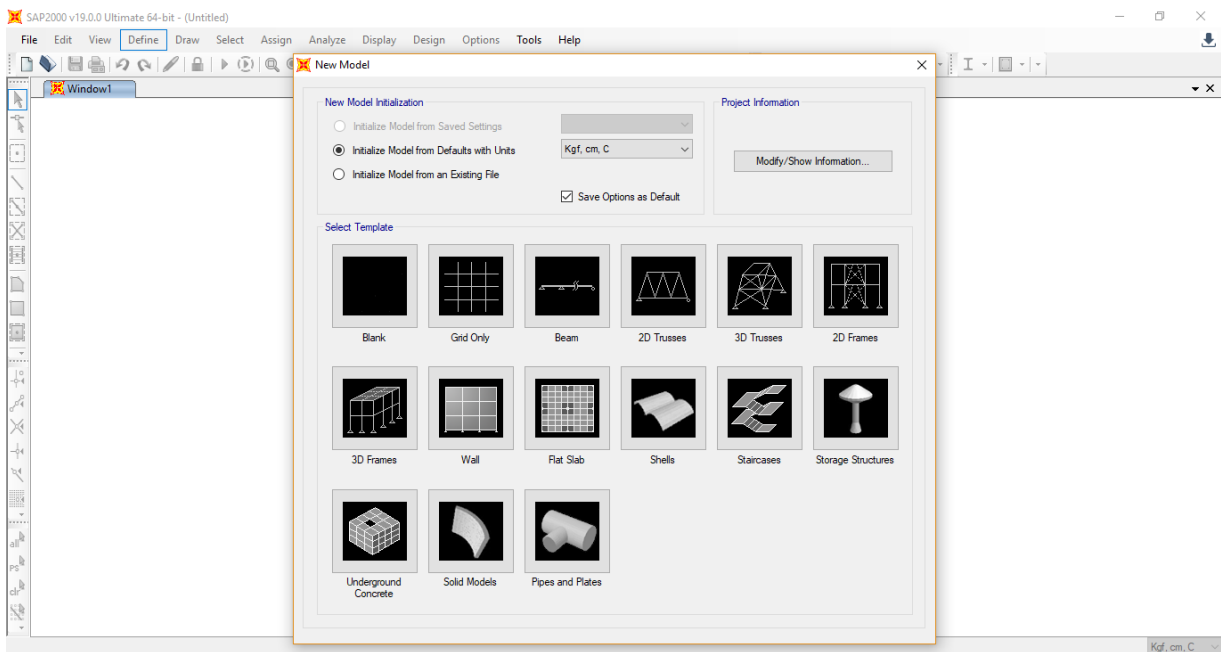 SAP2000 v19.0.0 Ultimate 64-bit - (Untitled)
File Edit View Define Draw Select Assign Analyze Display Design Options Tools Help
Window1
New Model
New Model Initialization
Initialize Model from Saved Settings
Initialize Model from Defaults with Units
Kgf, cm, C
Initialize Model from an Existing File
Save Options as Default
Project Information
Modify/Show Information...
Select Template
Blank
Grid Only
Beam
2D Trusses
3D Trusses
2D Frames
3D Frames
Wall
Flat Slab
Shells
Staircases
Storage Structures
Underground
Concrete
Solid Models
Pipes and Plates
all
ps
clr
Kgf, cm, C